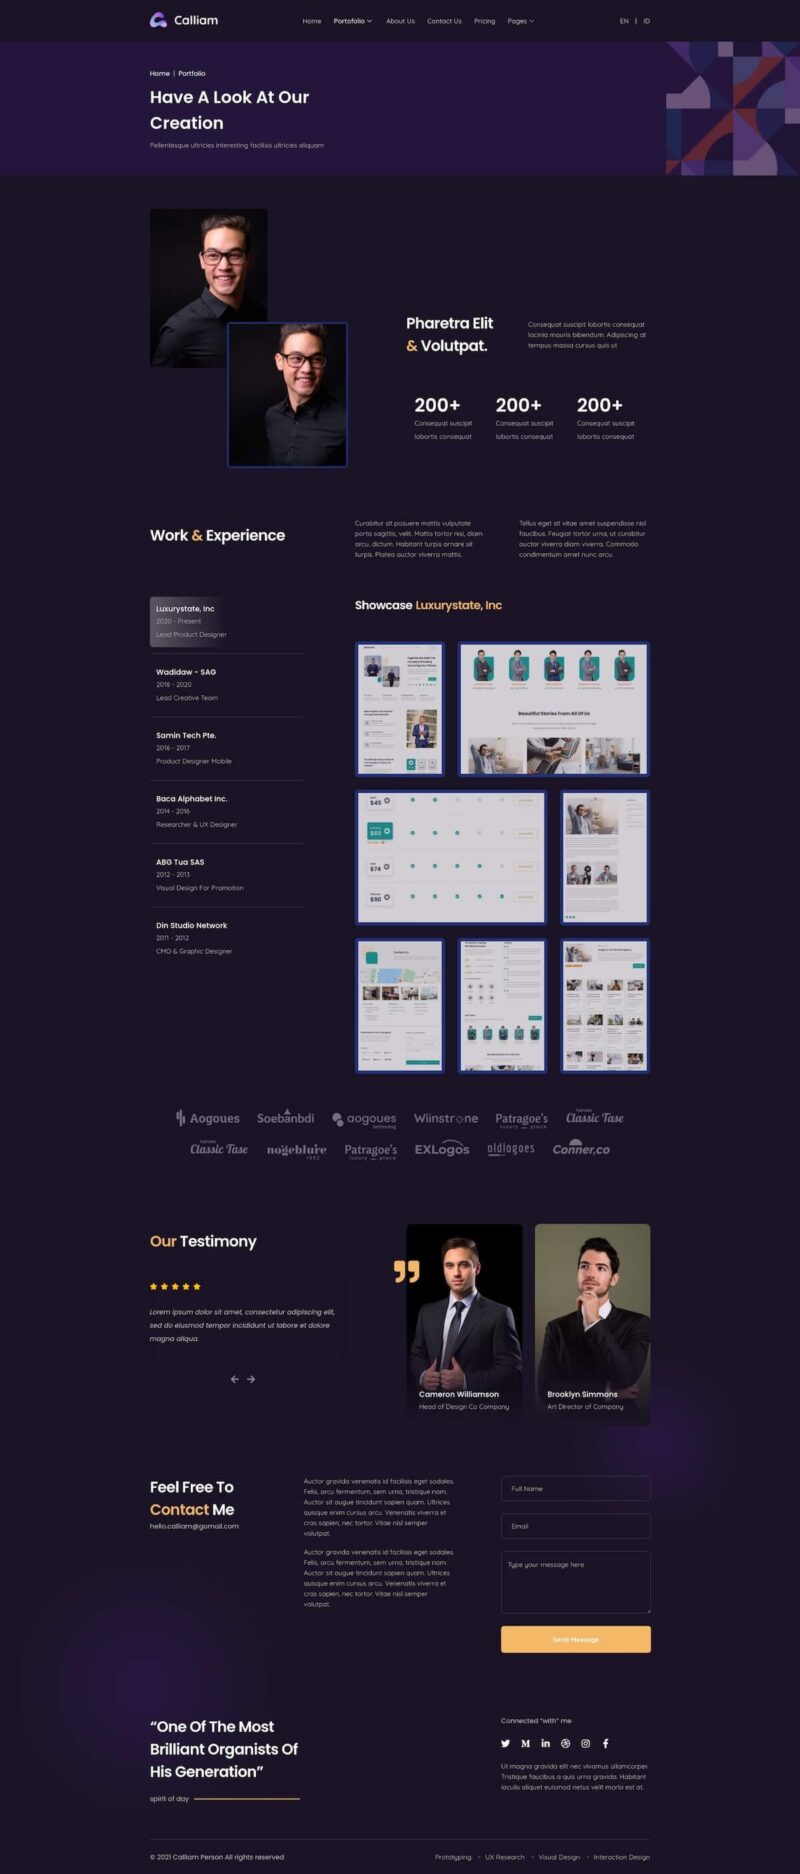 Calliam
Home Portofolio About Us Contact Us Pricing Pages
EN | ID
Home | Portfolio
Have A Look At Our
Creation
Pellentesque ultricies interesting facilisis ultricies aliquam
Pharetra Elit
& Volutpat.
Consequat suscipit lobortis consequat
lacinia mauris bibendum. Adipiscing at
tempus massa cursus quis ut
200+ 200+ 200+
Consequat suscipit Consequat suscipit Consequat suscipit
lobortis consequat lobortis consequat lobortis consequat
Work & Experience
Curabitur sit posuere mattis vulputate
porta sagittis, velit. Mattis tortor nisi, diam
arcu, dictum. Habitant turpis ornare sit
turpis. Platea auctor viverra mattis.
Tellus eget sit vitae amet suspendisse nisl
faucibus. Feugiat tortor urna, ut curabitur
auctor viverra diam viverra. Commodo
condimentum amet nunc arcu.
Luxurystate, Inc
2020 - Present
Lead Product Designer
Wadidaw - SAG
2018 - 2020
Lead Creative Team
Samin Tech Pte.
2016 - 2017
Product Designer Mobile
Baca Alphabet Inc.
2014 - 2016
Researcher & UX Designer
ABG Tua SAS
2012 - 2013
Visual Design For Promotion
Din Studio Network
2011 - 2012
CMO & Graphic Designer
Showcase Luxurystate, Inc
Beautiful Stories From All Of Us
$45
$65
$74
$90
Aogoues
Soebanbdi
aogoues
technolog
Wiinstrone
Patragoe's
luxury place
Classic Tase
Classic Tase
nogeblure
1992
Patragoe's
luxury place
EXLogos
oldlogoes
Conner,co
Our Testimony
Lorem ipsum dolor sit amet, consectetur adipiscing elit,
sed do eiusmod tempor incididunt ut labore et dolore
magna aliqua.
Cameron Williamson
Head of Design Co Company
Brooklyn Simmons
Art Director of Company
Feel Free To
Contact Me
hello.calliam@gomail.com
Auctor gravida venenatis id facilisis eget sodales.
Felis, arcu fermentum, sem urna, tristique nam.
Auctor sit augue tincidunt sapien quam. Ultrices
quisque enim cursus arcu. Venenatis viverra et
cras sapien, nec tortor. Vitae nisl semper
volutpat.
Auctor gravida venenatis id facilisis eget sodales.
Felis, arcu fermentum, sem urna, tristique nam.
Auctor sit augue tincidunt sapien quam. Ultrices
quisque enim cursus arcu. Venenatis viverra et
cras sapien, nec tortor. Vitae nisl semper
volutpat.
Full Name
Email
Type your message here
Send Message
“One Of The Most
Brilliant Organists Of
His Generation”
spirit of day
Connected “with” me
Ut magna gravida elit nec vivamus ullamcorper.
Tristique faucibus a quis urna gravida. Habitant
iaculis aliquet euismod netus velit morbi est at.
© 2021 Calliam Person All rights reserved
Prototyping UX Research Visual Design Interaction Design